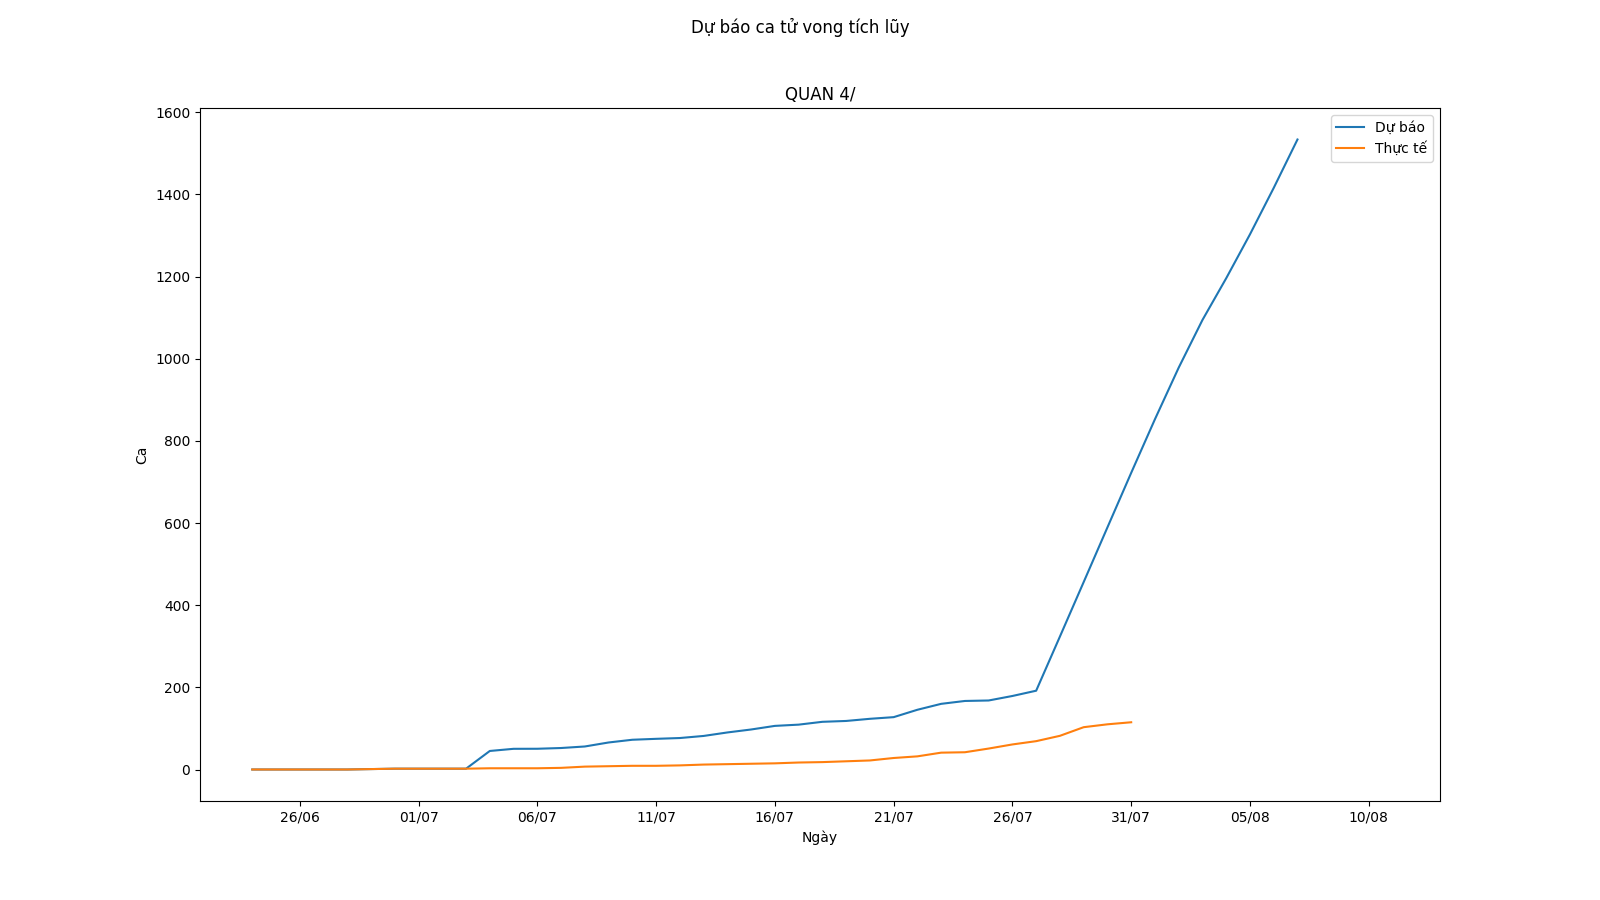 Dự báo ca tử vong tích lũy
QUAN 4/
1600
1400
1200
1000
800
600
400
200
0
Ca
Dự báo
Thực tế
26/06 01/07 06/07 11/07 16/07 21/07 26/07 31/07 05/08 10/08
Ngày